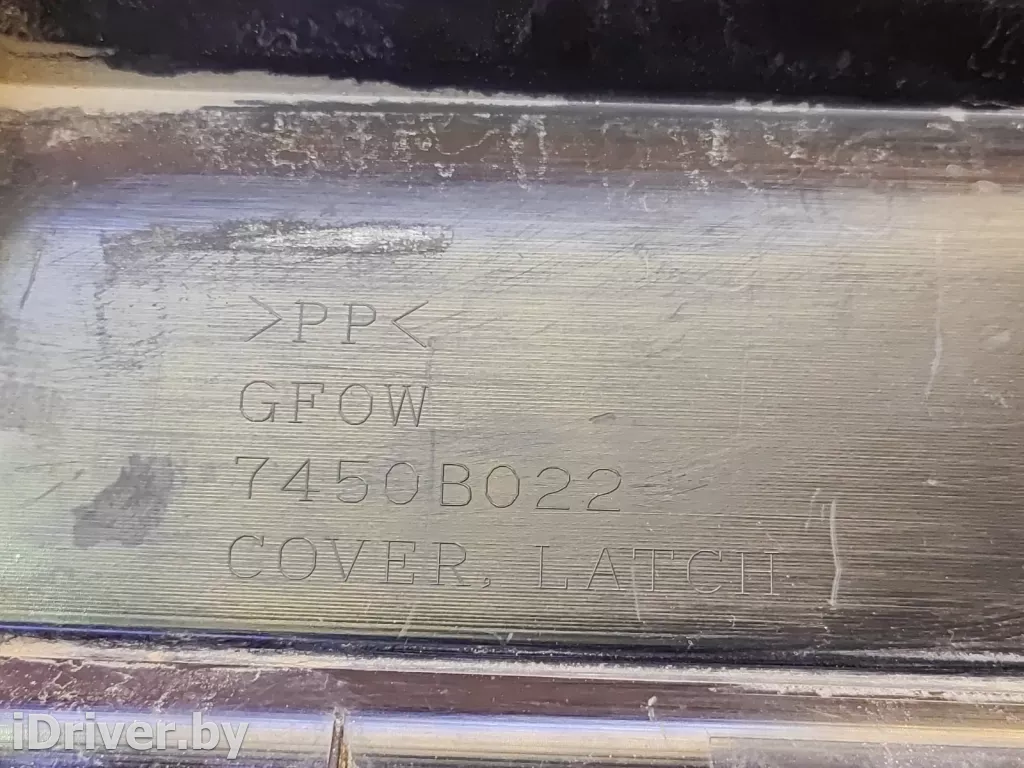 >PP<
GFOW
7450B022
COVER, LATCH
iDriver.by